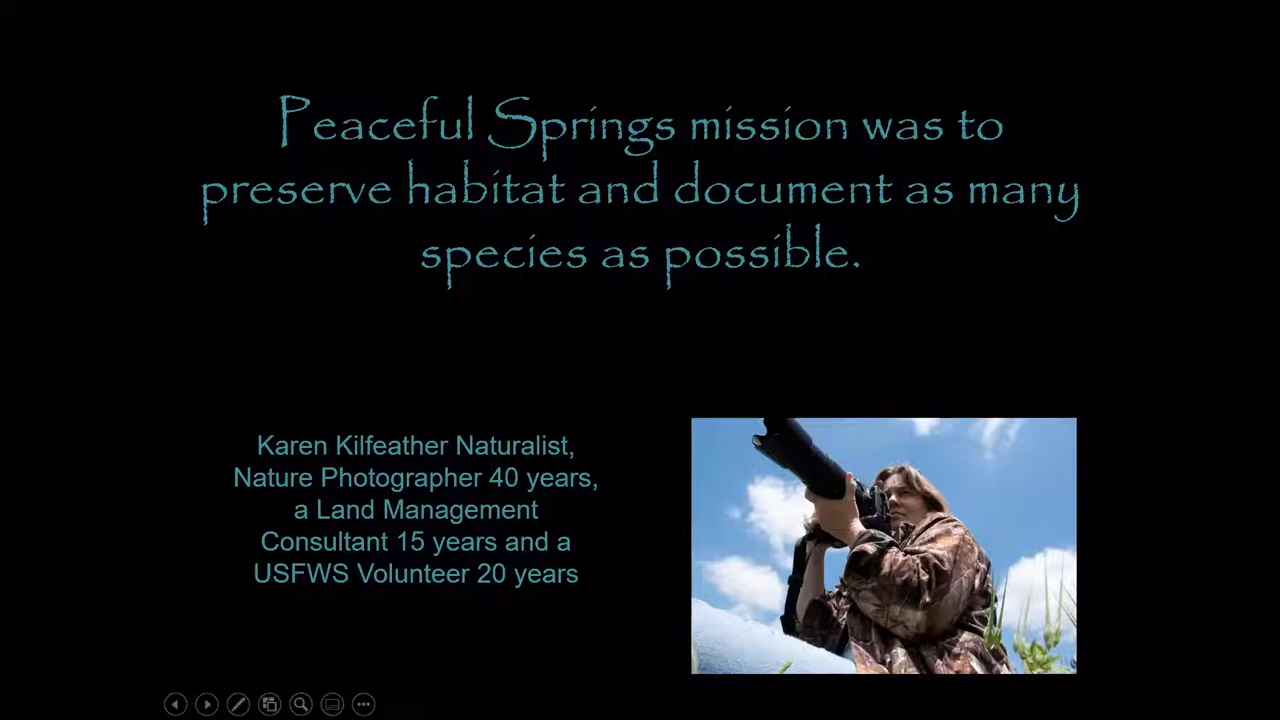 Peaceful Springs mission was to
preserve habitat and document as many
species as possible.
Karen Kilfeather Naturalist,
Nature Photographer 40 years,
a Land Management
Consultant 15 years and a
USFWS Volunteer 20 years